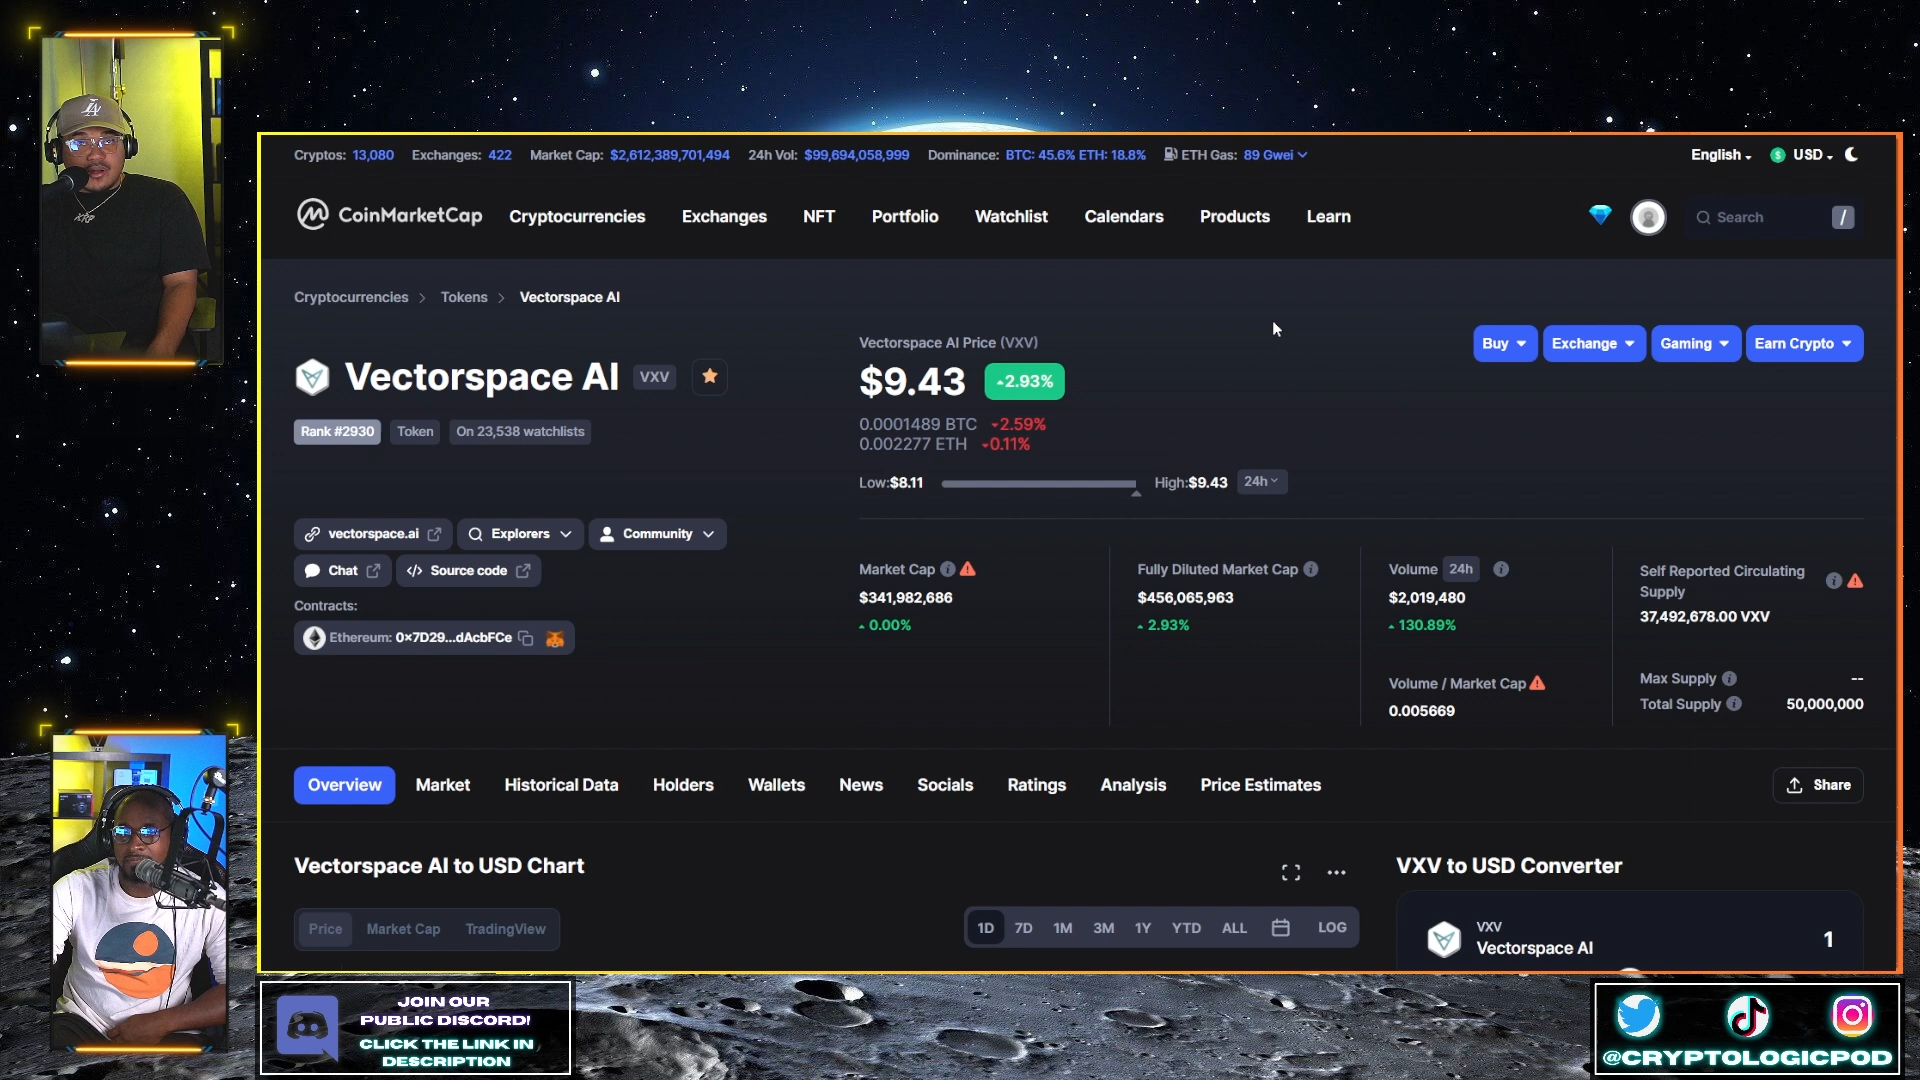 Cryptos: 13,080 Exchanges: 422 Market Cap: $2,612,389,701,494 24h Vol: $99,694,058,999 Dominance: BTC: 45.6% ETH: 18.8% ETH Gas: 89 Gwei English USD
CoinMarketCap Cryptocurrencies Exchanges NFT Portfolio Watchlist Calendars Products Learn Search /
Cryptocurrencies > Tokens > Vectorspace AI
Vectorspace AI VXV
Rank #2930 Token On 23,538 watchlists
vectorspace.ai Explorers Community
Chat Source code
Contracts:
Ethereum: 0x7D29...dAcbFCe
Vectorspace AI Price (VXV)
$9.43 2.93%
0.0001489 BTC 2.59%
0.002277 ETH 0.11%
Low:$8.11 High:$9.43 24h
Buy Exchange Gaming Earn Crypto
Market Cap
$341,982,686
0.00%
Fully Diluted Market Cap
$456,065,963
2.93%
Volume 24h
$2,019,480
130.89%
Volume / Market Cap
0.005669
Self Reported Circulating
Supply
37,492,678.00 VXV
Max Supply --
Total Supply 50,000,000
Overview Market Historical Data Holders Wallets News Socials Ratings Analysis Price Estimates Share
Vectorspace AI to USD Chart
Price Market Cap TradingView
1D 7D 1M 3M 1Y YTD ALL LOG
VXV to USD Converter
VXV
Vectorspace AI 1
JOIN OUR
PUBLIC DISCORD!
CLICK THE LINK IN
DESCRIPTION
@CRYPTOLOGICPOD
LA